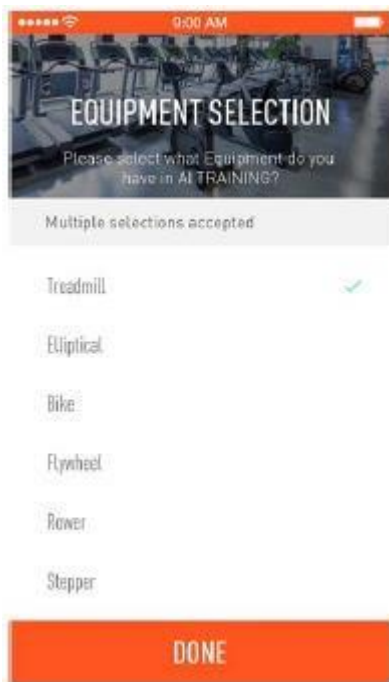 9:00 AM
EQUIPMENT SELECTION
Please select what Equipment do you
have in AI TRAINING?
Multiple selections accepted
Treadmill
Elliptical
Bike
Flywheel
Rower
Stepper
DONE